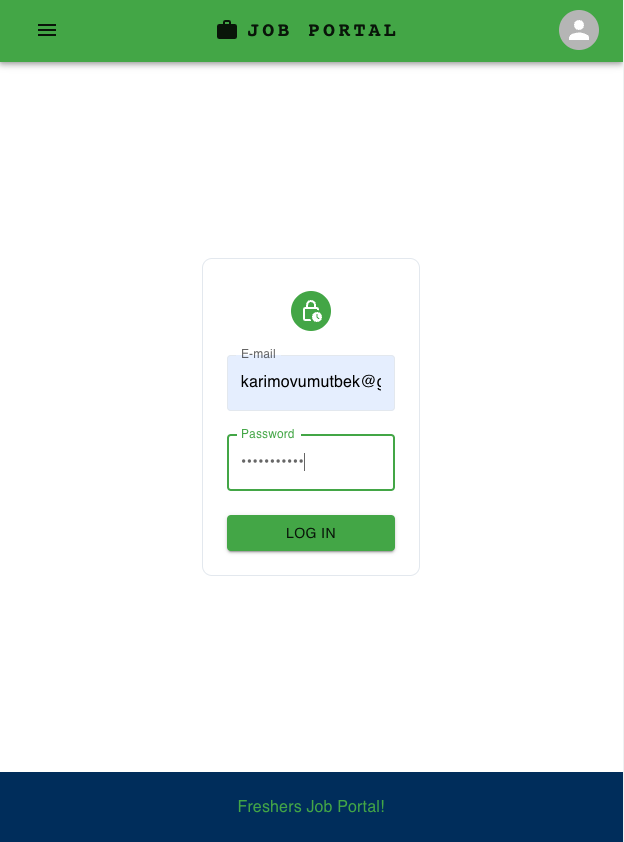 JOB PORTAL
E-mail
karimovumutbek@g
Password
•••••••••••
LOG IN
Freshers Job Portal!